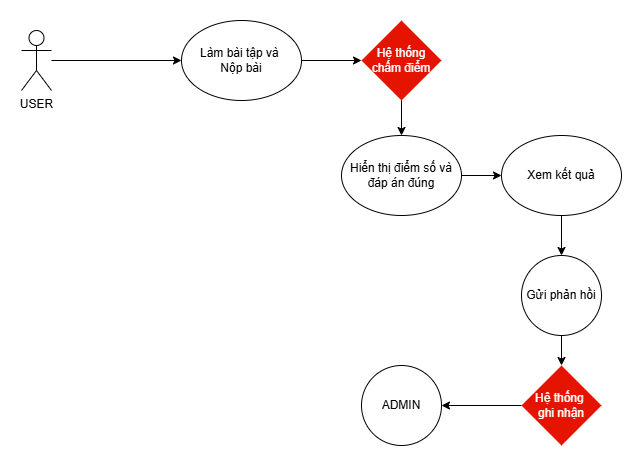 Làm bài tập và
Nộp bài
Hệ thống
chấm điểm
USER
Hiển thị điểm số và
đáp án đúng
Xem kết quả
Gửi phản hồi
ADMIN
Hệ thống
ghi nhận